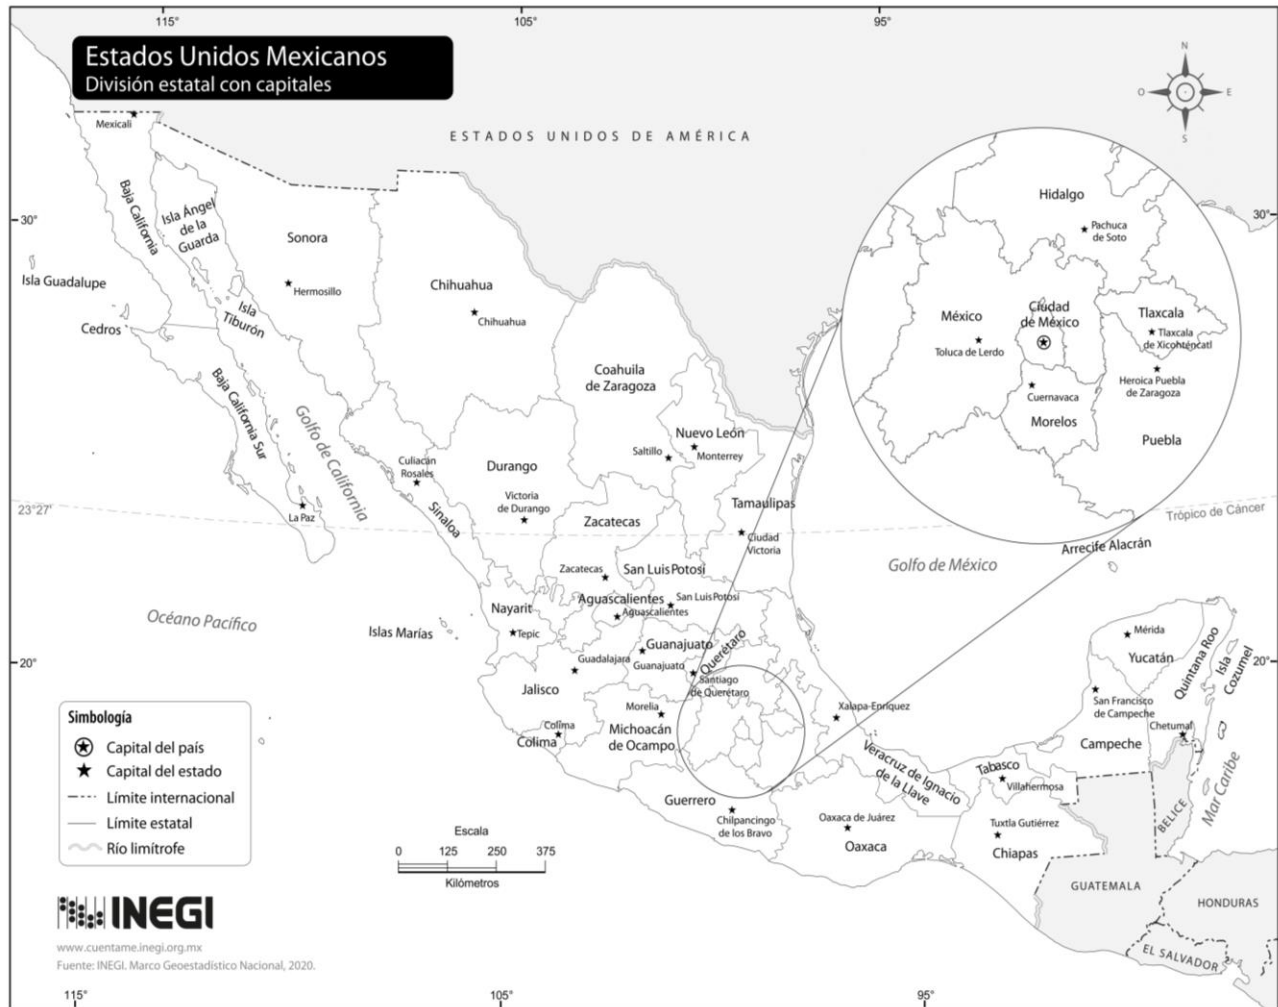 115°
105°
95°
Estados Unidos Mexicanos
División estatal con capitales
N
O
E
S
ESTADOS UNIDOS DE AMÉRICA
Mexicali
Baja California
Isla Ángel
de la
Guarda
Sonora
Hermosillo
30°
30°
Isla Guadalupe
Cedros
Isla
Tiburón
Chihuahua
Chihuahua
Hidalgo
Pachuca
de Soto
México
Toluca de Lerdo
Ciudad
de México
Tlaxcala
Tlaxcala
de Xicohténcatl
Heroica Puebla
de Zaragoza
Cuernavaca
Morelos
Puebla
Coahuila
de Zaragoza
Baja California Sur
Golfo de California
Nuevo León
Saltillo
Monterrey
Culiacán
Rosales
Durango
Victoria
de Durango
Sinaloa
La Paz
23°27'
Zacatecas
Tamaulipas
Ciudad
Victoria
Trópico de Cáncer
Arrecife Alacrán
Golfo de México
Zacatecas
San Luis Potosí
San Luis Potosí
Aguascalientes
Aguascalientes
Nayarit
Tepic
Océano Pacífico
Islas Marías
Guanajuato
Guanajuato
Querétaro
Santiago
de Querétaro
Guadalajara
Jalisco
20°
20°
Mérida
Yucatán
Quintana Roo
Isla
Cozumel
San Francisco
de Campeche
Campeche
Chetumal
Morelia
Michoacán
de Ocampo
Colima
Colima
Xalapa-Enríquez
Veracruz de Ignacio
de la Llave
Tabasco
Villahermosa
BELICE
Mar Caribe
Guerrero
Chilpancingo
de los Bravo
Oaxaca de Juárez
Oaxaca
Tuxtla Gutiérrez
Chiapas
GUATEMALA
HONDURAS
EL SALVADOR
Simbología
Capital del país
Capital del estado
Límite internacional
Límite estatal
Río limítrofe
Escala
0 125 250 375
Kilómetros
INEGI
www.cuentame.inegi.org.mx
Fuente: INEGI. Marco Geoestadístico Nacional, 2020.
115°
105°
95°